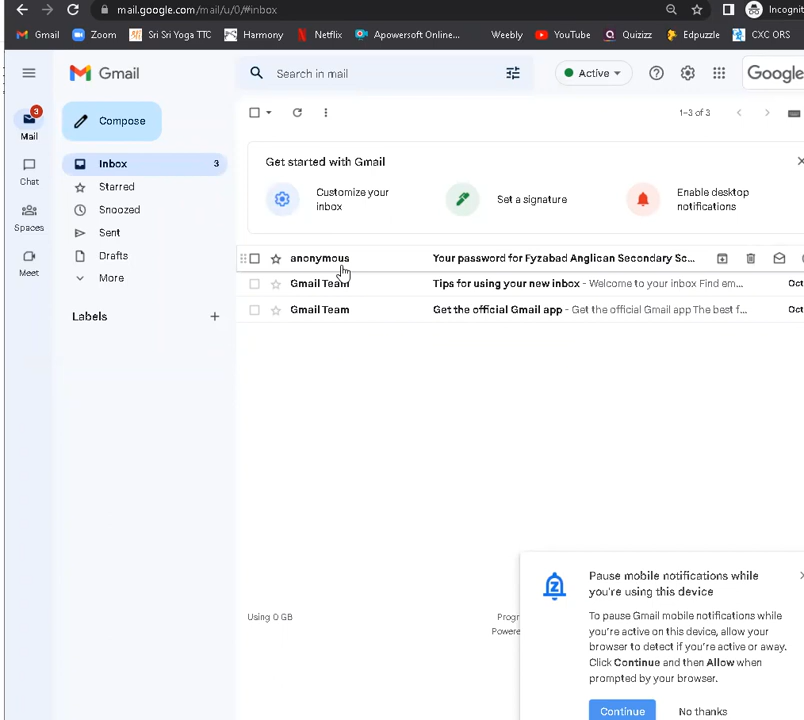 mail.google.com/mail/u/0/#inbox
Incognit
Gmail Zoom Sri Sri Yoga TTC Harmony Netflix Apowersoft Online... Weebly YouTube Quizizz Edpuzzle CXC ORS
Gmail
Search in mail
Active
Google
3
Mail
Compose
1–3 of 3
Inbox 3
Get started with Gmail
Chat
Starred
Customize your
inbox
Set a signature
Enable desktop
notifications
Snoozed
Spaces
Sent
Drafts
Meet
More
anonymous Your password for Fyzabad Anglican Secondary Sc...
Gmail Team Tips for using your new inbox - Welcome to your inbox Find em... Oct
Gmail Team Get the official Gmail app - Get the official Gmail app The best f... Oct
Labels
Pause mobile notifications while
you're using this device
To pause Gmail mobile notifications while
you're active on this device, allow your
browser to detect if you're active or away.
Click Continue and then Allow when
prompted by your browser.
Continue No thanks
Using 0 GB
Progr
Powere